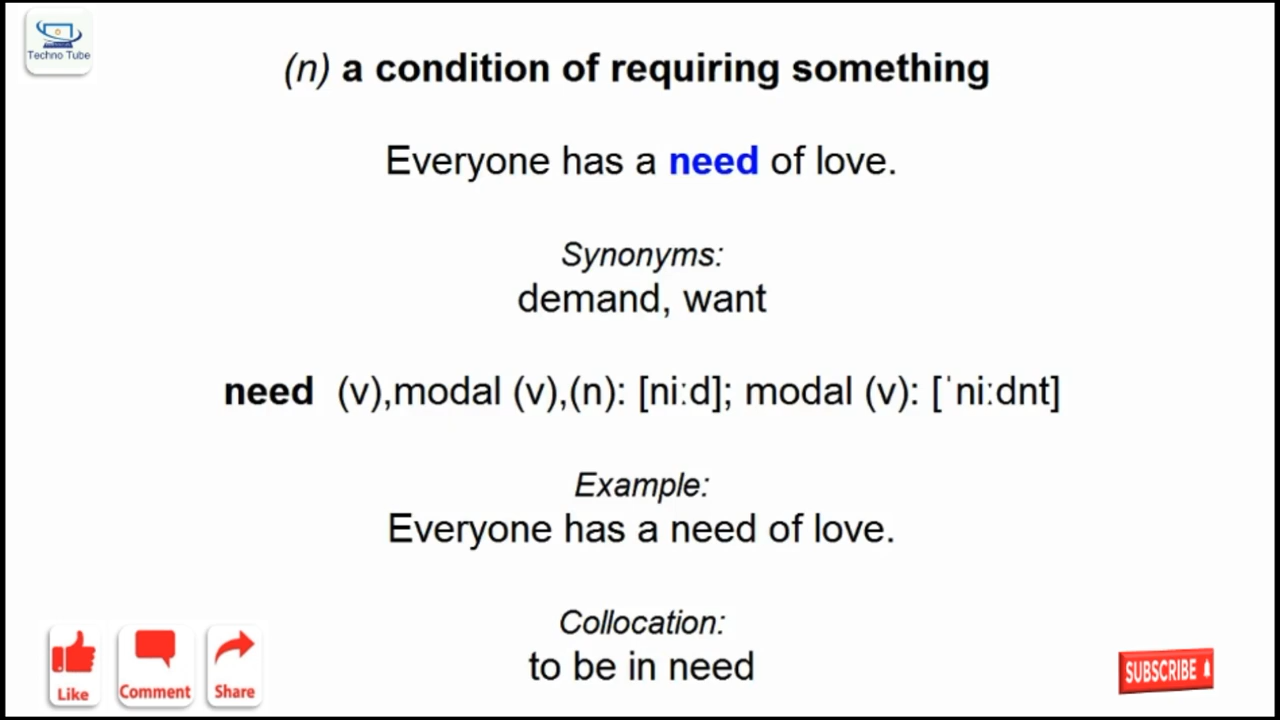 Techno Tube
(n) a condition of requiring something
Everyone has a need of love.
Synonyms:
demand, want
need (v),modal (v),(n): [niːd]; modal (v): [ˈniːdnt]
Example:
Everyone has a need of love.
Collocation:
to be in need
Like
Comment
Share
SUBSCRIBE